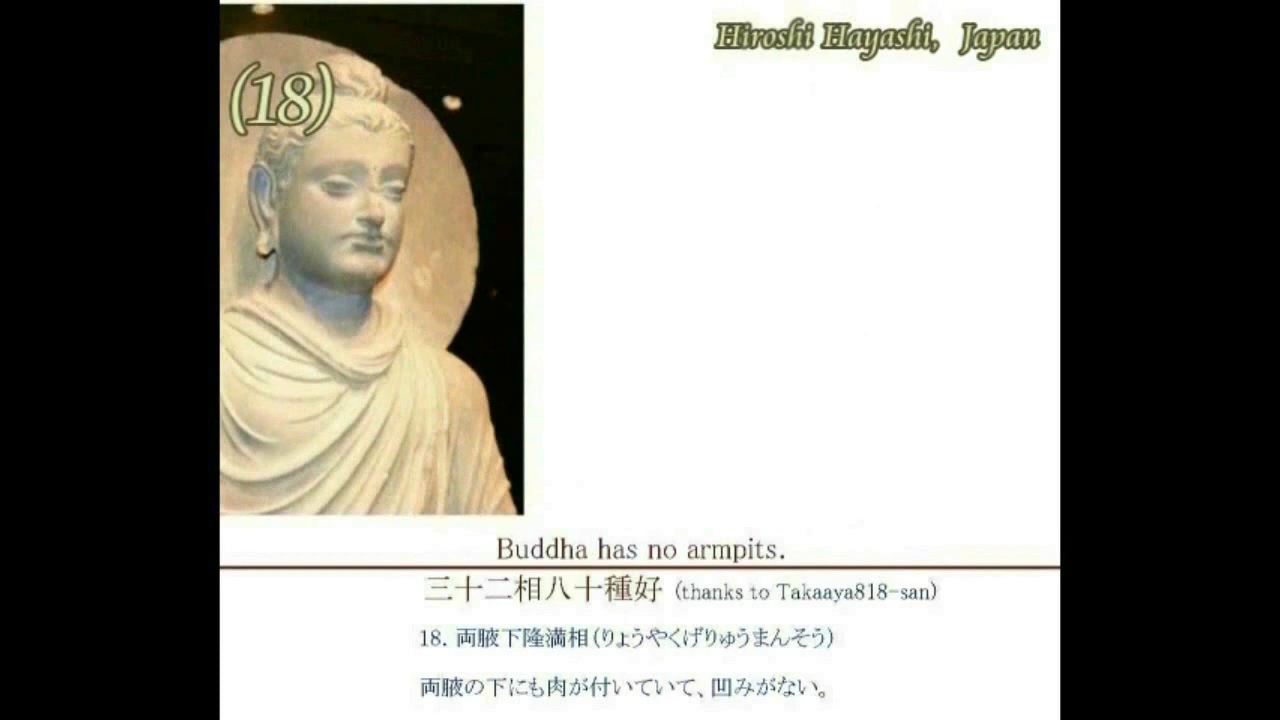 Hiroshi Hayashi, Japan
(18)
Buddha has no armpits.
三十二相八十種好 (thanks to Takaaya818-san)
18. 両腋下隆満相(りょうやくげりゅうまんそう)
両腋の下にも肉が付いていて、凹みがない。